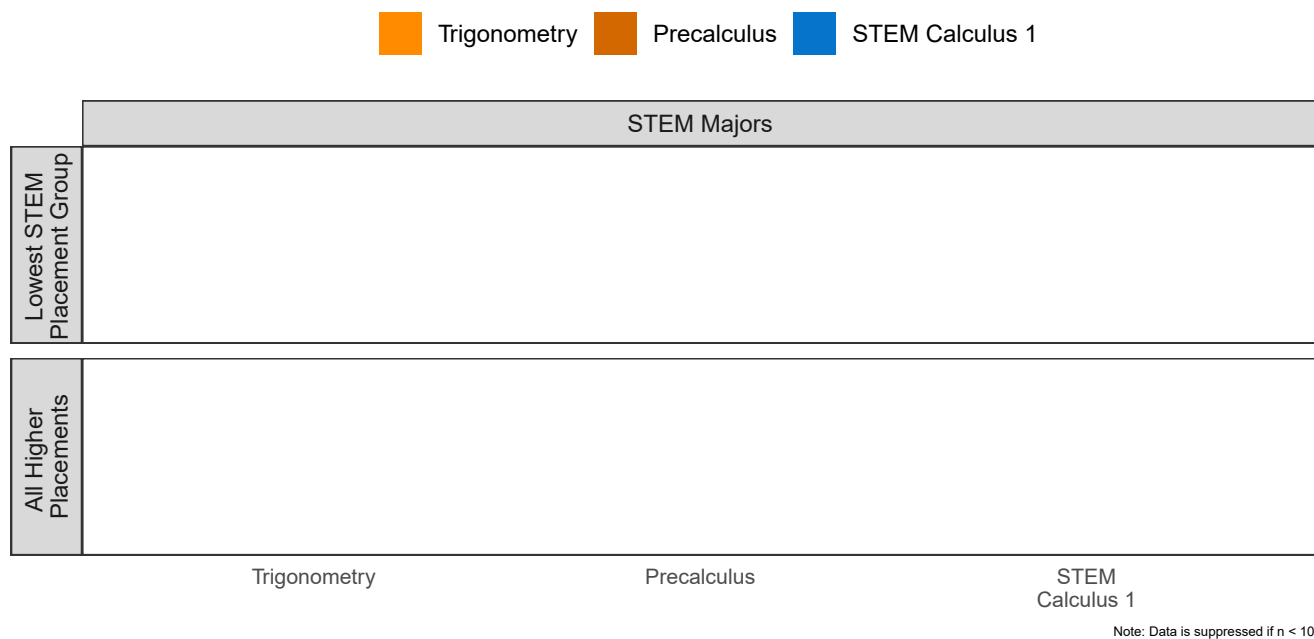 Trigonometry Precalculus STEM Calculus 1
STEM Majors
Lowest STEM
Placement Group
All Higher
Placements
Trigonometry Precalculus STEM
Calculus 1
Note: Data is suppressed if n < 10